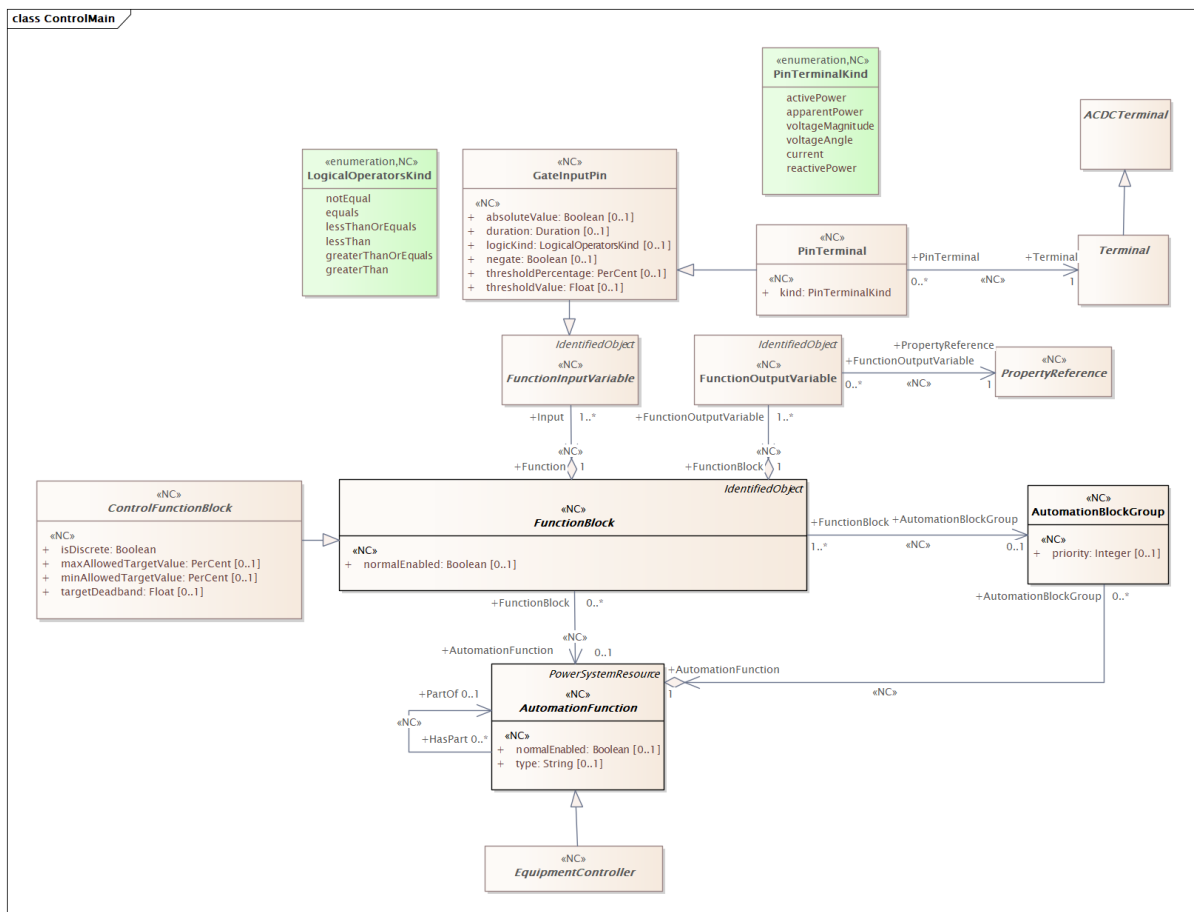 class ControlMain
«enumeration,NC»
PinTerminalKind
activePower
apparentPower
voltageMagnitude
voltageAngle
current
reactivePower
ACDCTerminal
«enumeration,NC»
LogicalOperatorsKind
notEqual
equals
lessThanOrEquals
lessThan
greaterThanOrEquals
greaterThan
«NC»
GateInputPin
«NC»
+ absoluteValue: Boolean [0..1]
+ duration: Duration [0..1]
+ logicKind: LogicalOperatorsKind [0..1]
+ negate: Boolean [0..1]
+ thresholdPercentage: PerCent [0..1]
+ thresholdValue: Float [0..1]
«NC»
PinTerminal
«NC»
+ kind: PinTerminalKind
+PinTerminal
0..*
«NC»
+Terminal
1
Terminal
IdentifiedObject
«NC»
FunctionInputVariable
IdentifiedObject
«NC»
FunctionOutputVariable
+PropertyReference
+FunctionOutputVariable
0..*
«NC»
1
«NC»
PropertyReference
+Input
1..*
«NC»
+Function
1
+FunctionOutputVariable
1..*
«NC»
+FunctionBlock
1
«NC»
ControlFunctionBlock
«NC»
+ isDiscrete: Boolean
+ maxAllowedTargetValue: PerCent [0..1]
+ minAllowedTargetValue: PerCent [0..1]
+ targetDeadband: Float [0..1]
IdentifiedObject
«NC»
FunctionBlock
«NC»
+ normalEnabled: Boolean [0..1]
+FunctionBlock
1..*
+AutomationBlockGroup
«NC»
0..1
«NC»
AutomationBlockGroup
«NC»
+ priority: Integer [0..1]
+FunctionBlock
0..*
«NC»
+AutomationFunction
0..1
+AutomationBlockGroup
0..*
+AutomationFunction
1
«NC»
PowerSystemResource
«NC»
AutomationFunction
«NC»
+ normalEnabled: Boolean [0..1]
+ type: String [0..1]
+PartOf 0..1
«NC»
+HasPart 0..*
«NC»
EquipmentController